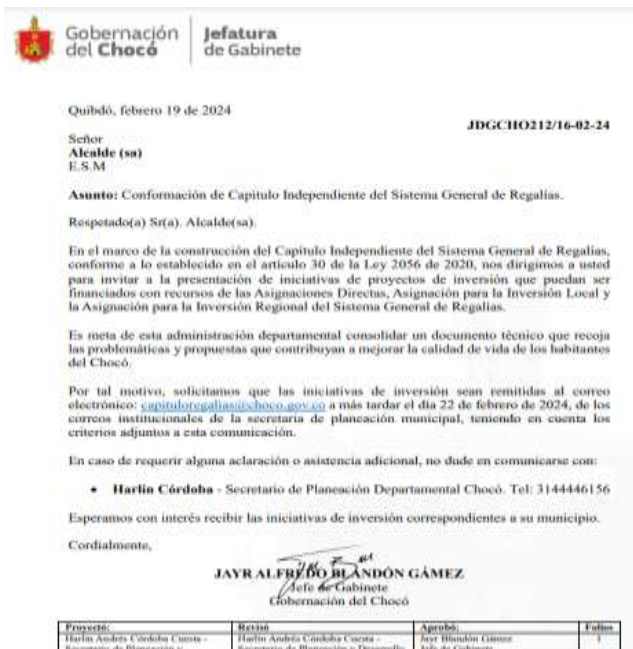 Gobernación
del Chocó
Jefatura
de Gabinete
Quibdó, febrero 19 de 2024
JDGCHO212/16-02-24
Señor
Alcalde (sa)
E.S.M
Asunto: Conformación de Capitulo Independiente del Sistema General de Regalías.
Respetado(a) Sr(a). Alcalde(sa).
En el marco de la construcción del Capitulo Independiente del Sistema General de Regalías,
conforme a lo establecido en el artículo 30 de la Ley 2056 de 2020, nos dirigimos a usted
para invitar a la presentación de iniciativas de proyectos de inversión que puedan ser
financiados con recursos de las Asignaciones Directas, Asignación para la Inversión Local y
la Asignación para la Inversión Regional del Sistema General de Regalías.
Es meta de esta administración departamental consolidar un documento técnico que recoja
las problemáticas y propuestas que contribuyan a mejorar la calidad de vida de los habitantes
del Chocó.
Por tal motivo, solicitamos que las iniciativas de inversión sean remitidas al correo
electrónico: capituloregalias@choco.gov.co a más tardar el día 22 de febrero de 2024, de los
correos institucionales de la secretaria de planeación municipal, teniendo en cuenta los
criterios adjuntos a esta comunicación.
En caso de requerir alguna aclaración o asistencia adicional, no dude en comunicarse con:
• Harlin Córdoba - Secretario de Planeación Departamental Chocó. Tel: 3144446156
Esperamos con interés recibir las iniciativas de inversión correspondientes a su municipio.
Cordialmente,
JAYR ALFREDO BLANDÓN GÁMEZ
Jefe de Gabinete
Gobernación del Chocó
Proyectó: Revisó Aprobó: Folios
Harlin Andrés Córdoba Cuesta - Harlin Andrés Córdoba Cuesta - Jayr Blandón Gámez 1
Secretario de Planeación y Secretario de Planeación y Desarrollo Jefe de Gabinete